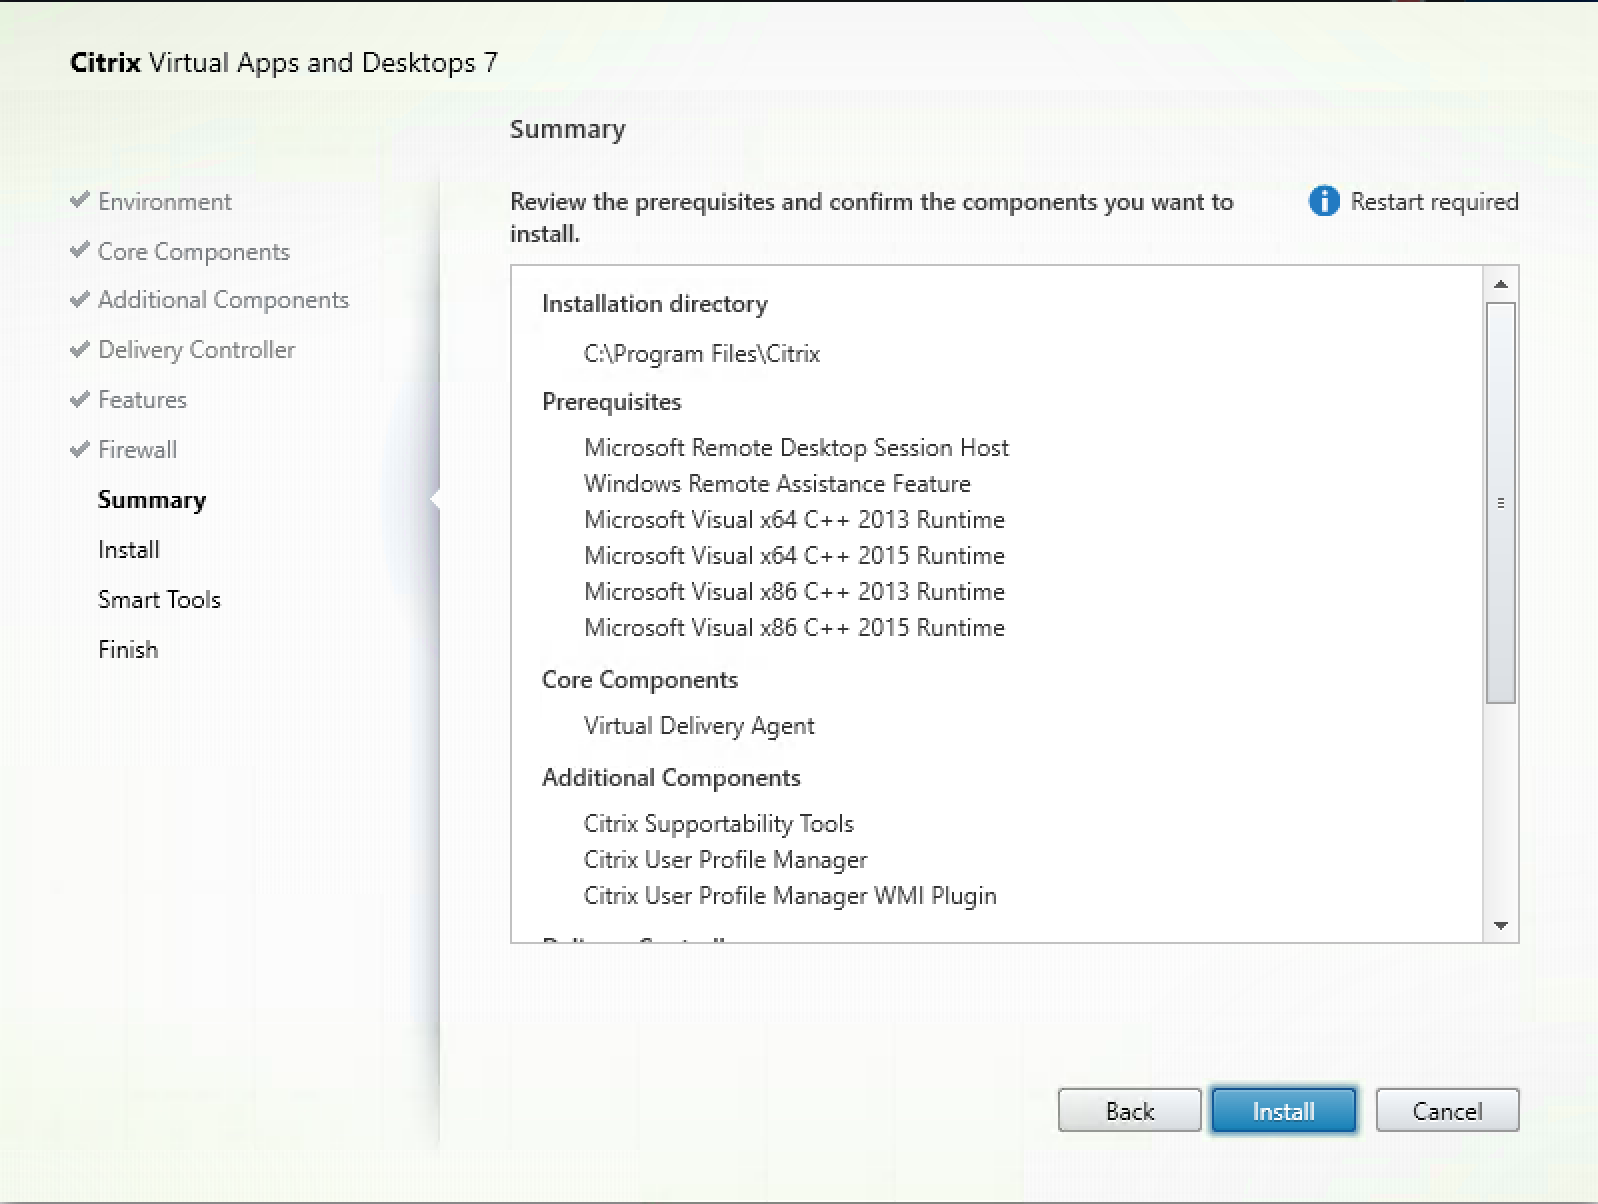 Citrix Virtual Apps and Desktops 7
Summary
Environment
Core Components
Additional Components
Delivery Controller
Features
Firewall
Summary
Install
Smart Tools
Finish
Review the prerequisites and confirm the components you want to
install.
Restart required
Installation directory
C:\Program Files\Citrix
Prerequisites
Microsoft Remote Desktop Session Host
Windows Remote Assistance Feature
Microsoft Visual x64 C++ 2013 Runtime
Microsoft Visual x64 C++ 2015 Runtime
Microsoft Visual x86 C++ 2013 Runtime
Microsoft Visual x86 C++ 2015 Runtime
Core Components
Virtual Delivery Agent
Additional Components
Citrix Supportability Tools
Citrix User Profile Manager
Citrix User Profile Manager WMI Plugin
Back
Install
Cancel